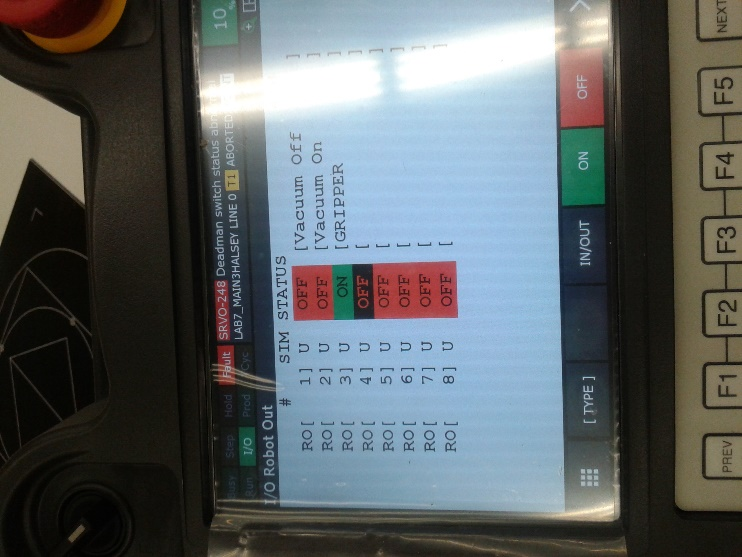 Busy Step Hold Fault SRVO-248 Deadman switch status
Run I/O Prod Cyc LAB7_MAIN3HALSEY LINE 0 T1 ABORTED
10
I/O Robot Out
# SIM STATUS
RO[ 1] U OFF [Vacuum Off ]
RO[ 2] U OFF [Vacuum On ]
RO[ 3] U ON [GRIPPER ]
RO[ 4] U OFF [ ]
RO[ 5] U OFF [ ]
RO[ 6] U OFF [ ]
RO[ 7] U OFF [ ]
RO[ 8] U OFF [ ]
[ TYPE ] IN/OUT ON OFF >
PREV F1 F2 F3 F4 F5 NEXT